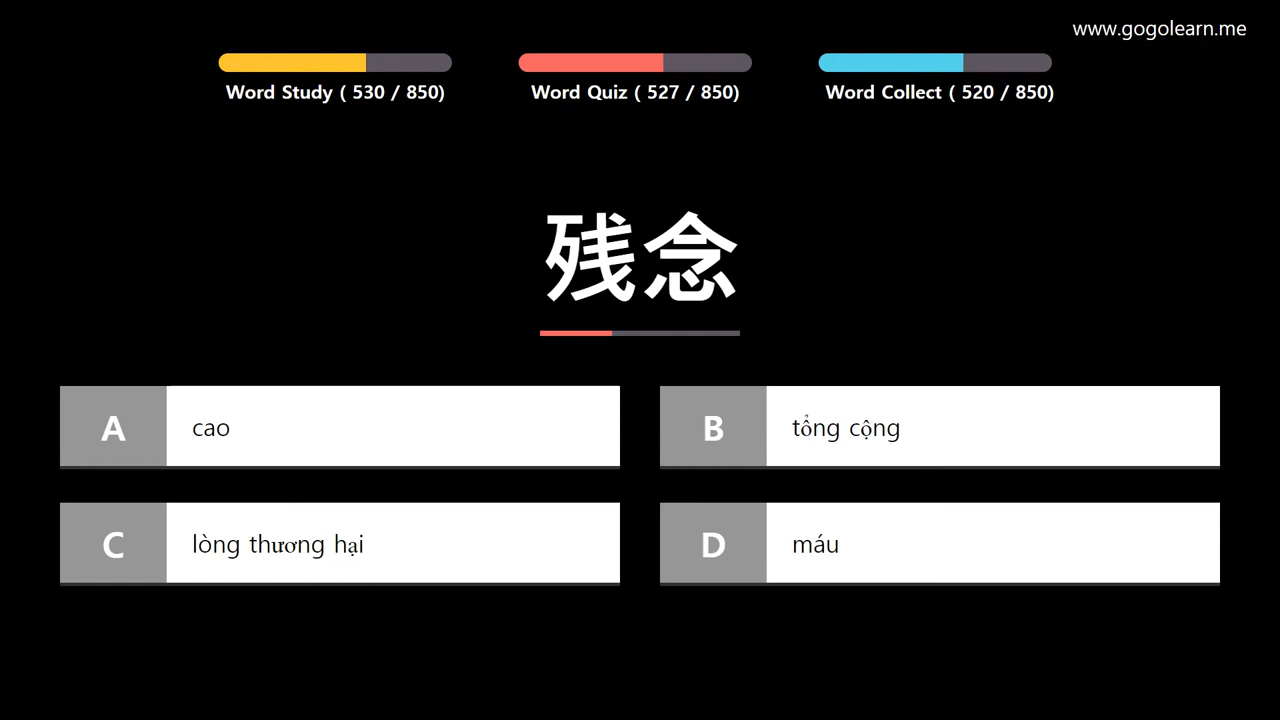 www.gogolearn.me
Word Study ( 530 / 850)
Word Quiz ( 527 / 850)
Word Collect ( 520 / 850)
残念
A cao
B tổng cộng
C lòng thương hại
D máu